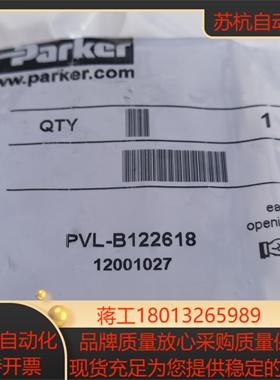 苏杭自动
Parker
www.parker.com
QTY
1
ea
openi
PVL-B122618
12001027
蒋工18013265989
自动化
品牌质量放心采购质量保
开票
现货充足为您提供稳定的